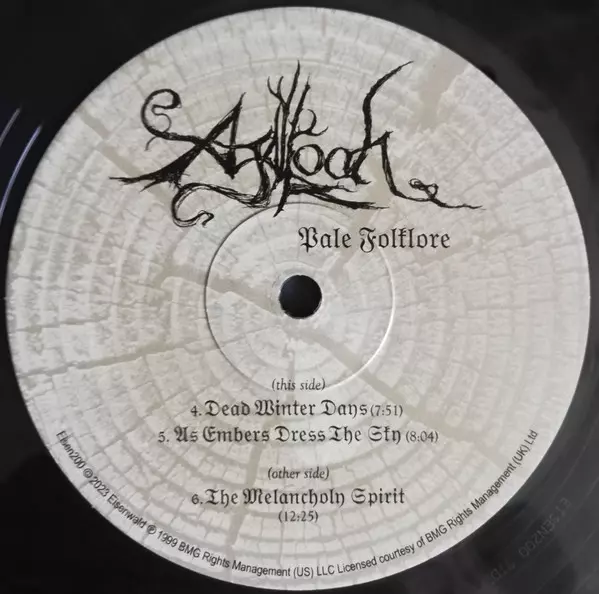 Agalloch
Pale Folklore
(this side)
4. Dead Winter Days (7:51)
5. As Embers Dress The Sky (8:04)
(other side)
6. The Melancholy Spirit
(12:25)
Eisen200 © 2023 Eisenwald ℗ 1999 BMG Rights Management (US) LLC Licensed courtesy of BMG Rights Management (UK) Ltd